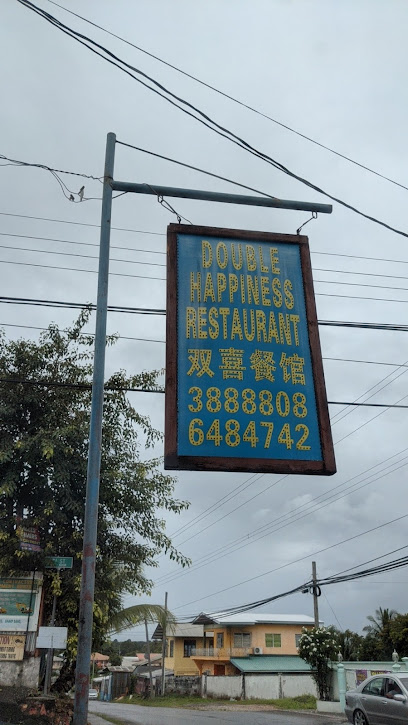 DOUBLE
HAPPINESS
RESTAURANT
双喜餐馆
3888808
6484742